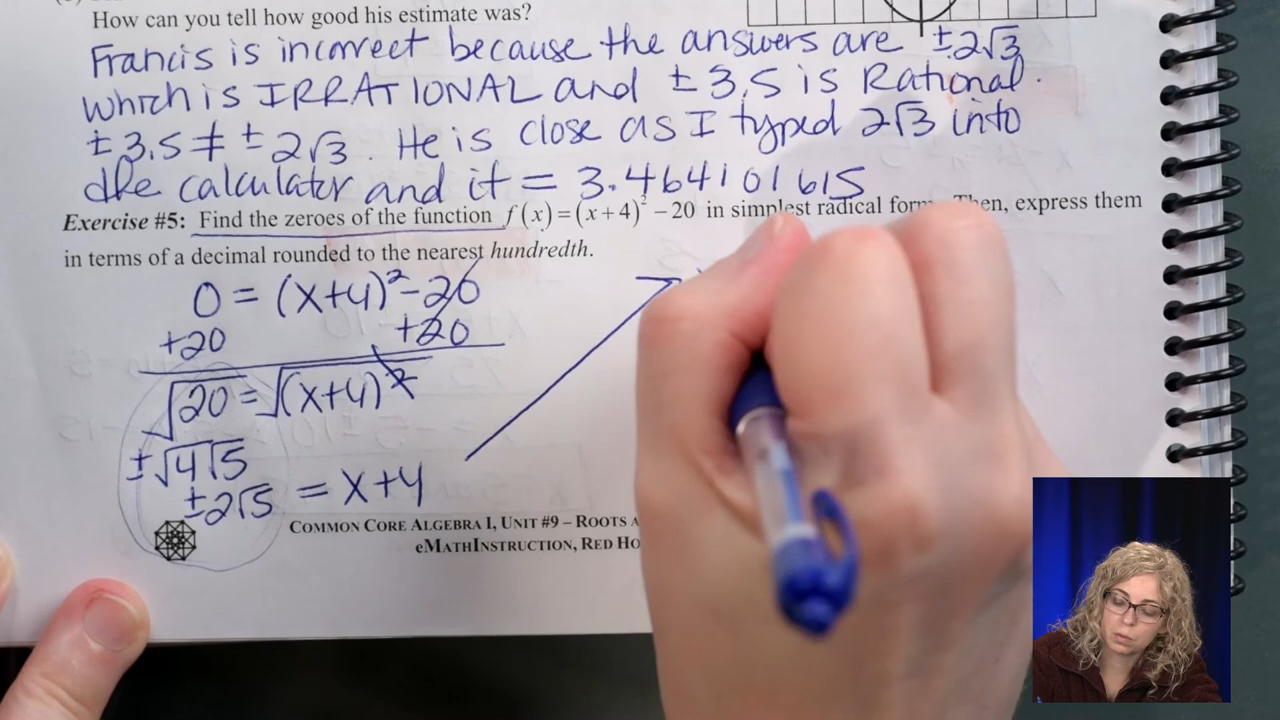 How can you tell how good his estimate was?
Francis is incorrect because the answers are ±2√3
which is IRRATIONAL and ±3.5 is Rational.
±3.5 ≠ ±2√3. He is close as I typed 2√3 into
the calculater and it = 3.464101615
Exercise #5: Find the zeroes of the function f(x)=(x+4)² −20 in simplest radical form. Then, express them
in terms of a decimal rounded to the nearest hundredth.
0 = (x+4)²-20
+20 +20
√20 = √(x+4)²
±√4√5
±2√5 = x+4
COMMON CORE ALGEBRA I, UNIT #9 – ROOTS A
eMATHINSTRUCTION, RED HO